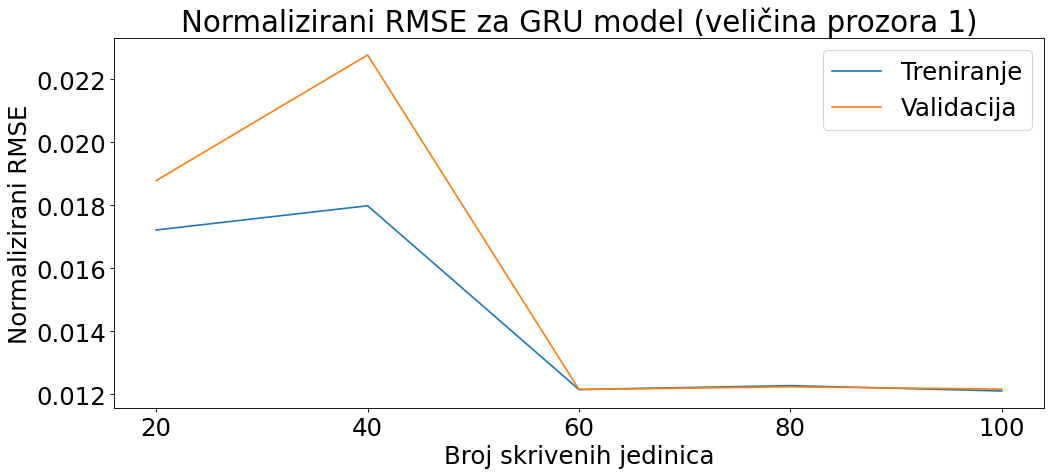 Normalizirani RMSE za GRU model (veličina prozora 1)
Treniranje
Validacija
Normalizirani RMSE
0.022
0.020
0.018
0.016
0.014
0.012
20 40 60 80 100
Broj skrivenih jedinica